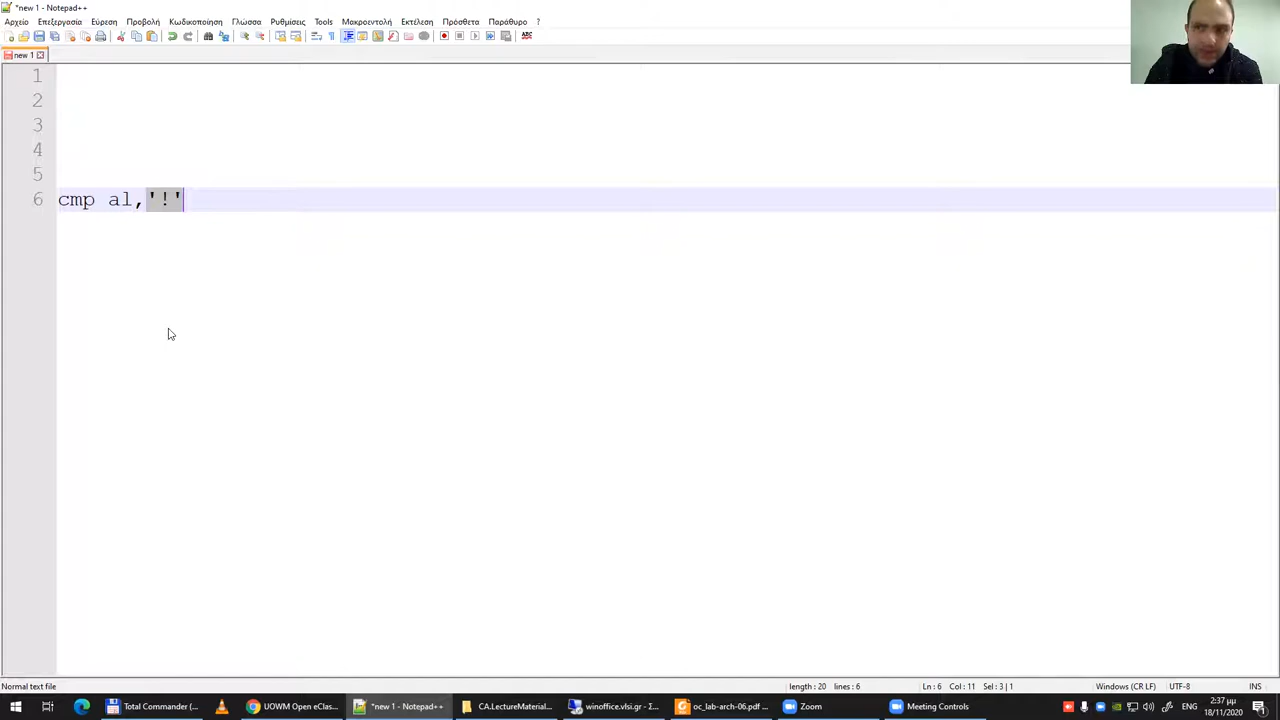 *new 1 - Notepad++
Αρχείο Επεξεργασία Εύρεση Προβολή Κωδικοποίηση Γλώσσα Ρυθμίσεις Tools Μακροεντολή Εκτέλεση Πρόσθετα Παράθυρο ?
ABC
new 1
1
2
3
4
5
6 cmp al,'!'
Normal text file length : 20 lines : 6 Ln : 6 Col : 11 Sel : 3 | 1 Windows (CR LF) UTF-8 INS
Total Commander (... UOWM Open eClas... *new 1 - Notepad++ CA.LectureMaterial... winoffice.vlsi.gr - Σ... oc_lab-arch-06.pdf ... Zoom Meeting Controls ENG 2:37 μμ
18/11/2020